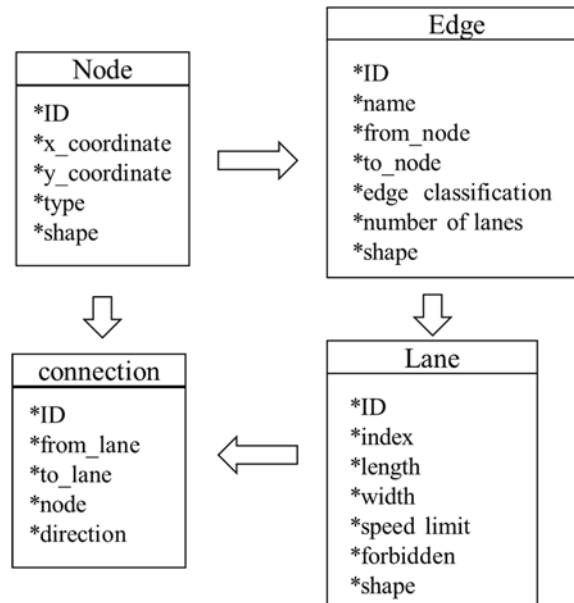 Node
*ID
*x_coordinate
*y_coordinate
*type
*shape
Edge
*ID
*name
*from_node
*to_node
*edge classification
*number of lanes
*shape
connection
*ID
*from_lane
*to_lane
*node
*direction
Lane
*ID
*index
*length
*width
*speed limit
*forbidden
*shape